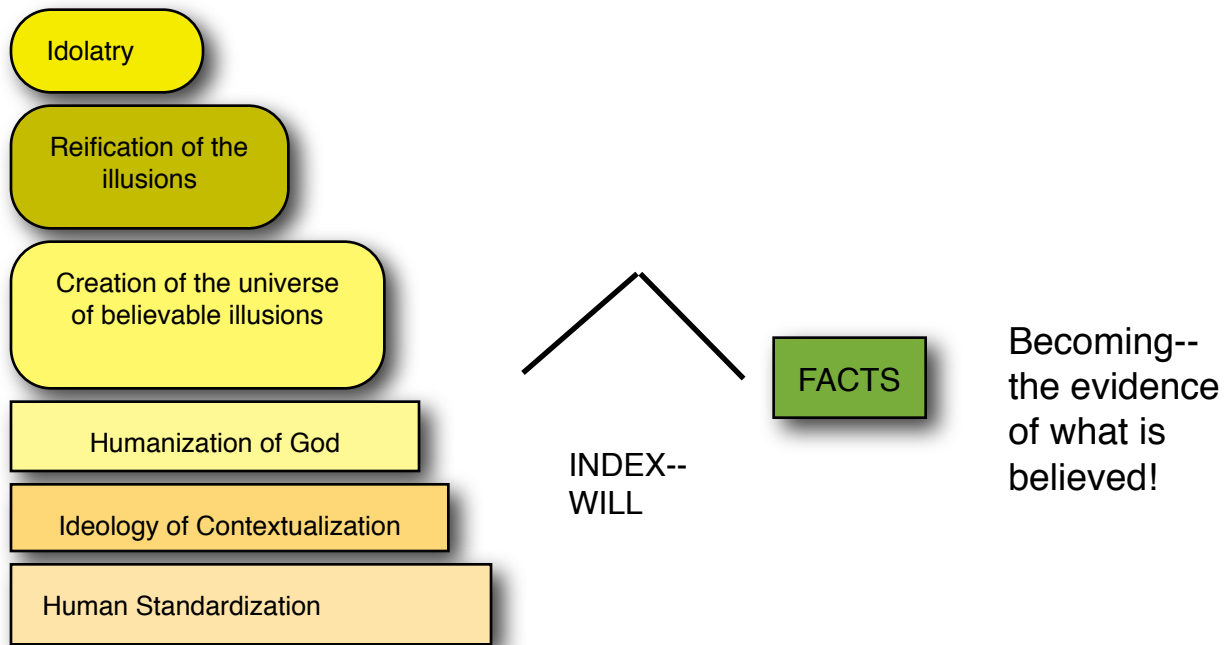 Idolatry
Reification of the
illusions
Creation of the universe
of believable illusions
Humanization of God
Ideology of Contextualization
Human Standardization
INDEX--
WILL
FACTS
Becoming--
the evidence
of what is
believed!